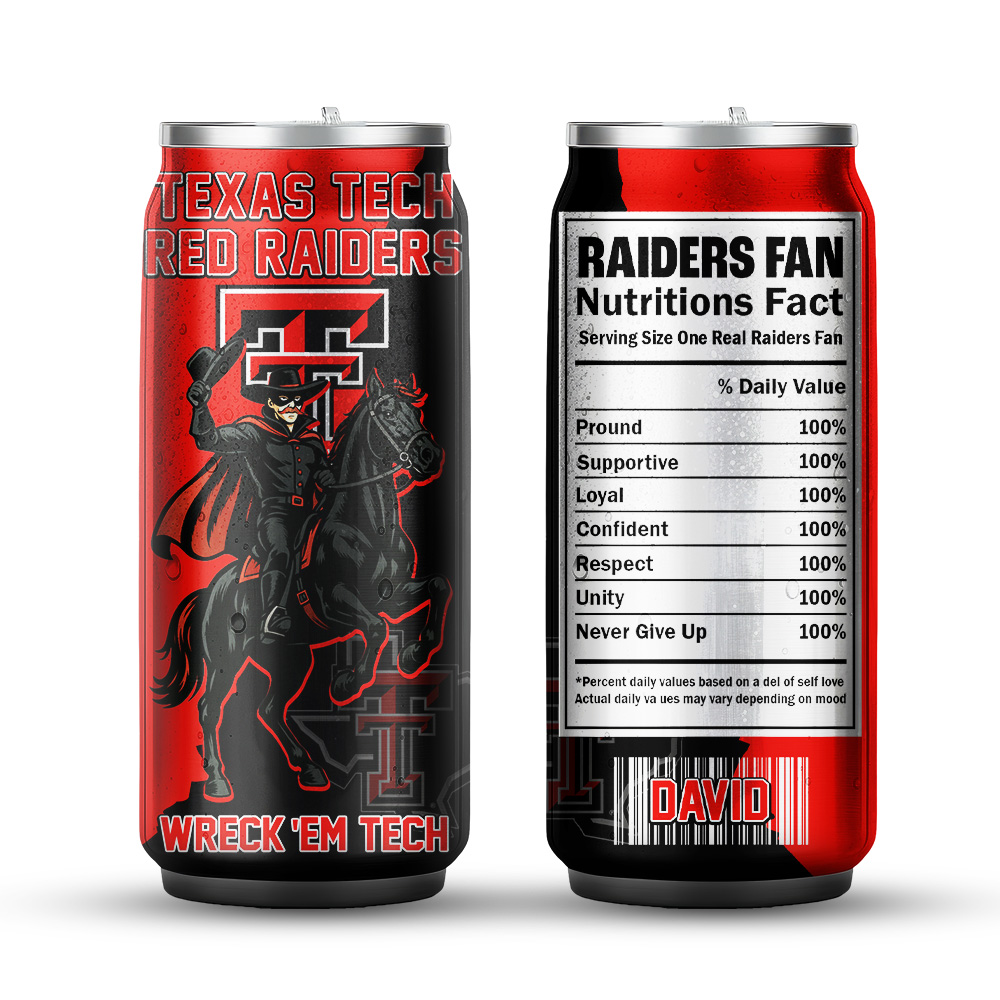 TEXAS TECH
RED RAIDERS
WRECK 'EM TECH
RAIDERS FAN
Nutritions Fact
Serving Size One Real Raiders Fan
% Daily Value
Pround 100%
Supportive 100%
Loyal 100%
Confident 100%
Respect 100%
Unity 100%
Never Give Up 100%
*Percent daily values based on a del of self love
Actual daily va ues may vary depending on mood
DAVID